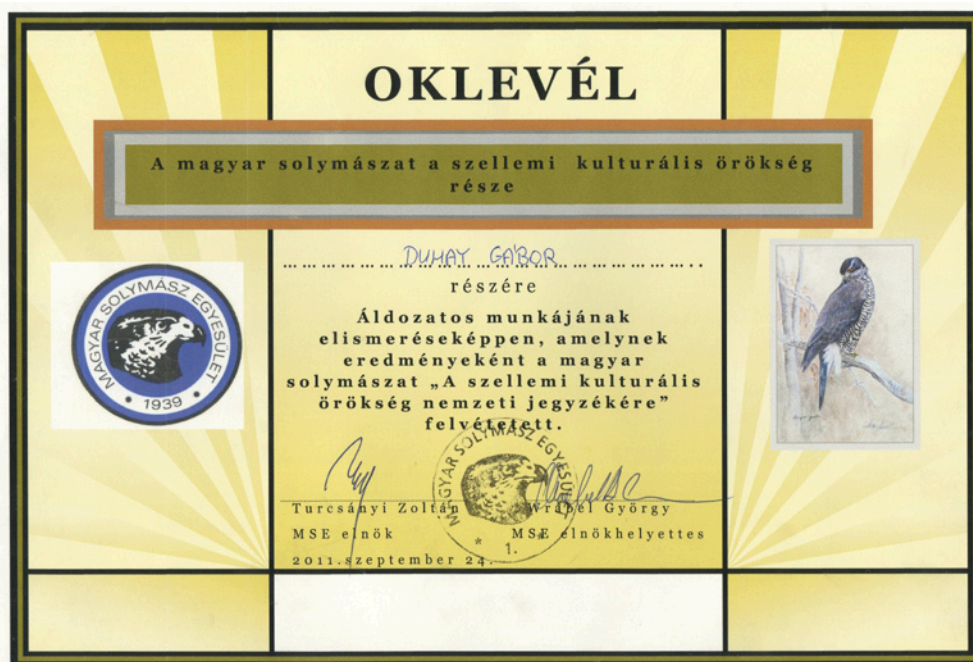 OKLEVÉL
A magyar solymászat a szellemi kulturális örökség
része
DUHAY GÁBOR
részére
Áldozatos munkájának
elismeréseképpen, amelynek
eredményeként a magyar
solymászat „A szellemi kulturális
örökség nemzeti jegyzékére”
felvétetett.
MAGYAR SOLYMÁSZ EGYESÜLET
• 1939 •
MAGYAR SOLYMÁSZ EGYESÜLET
* 1. *
Turcsányi Zoltán Wrábel György
MSE elnök MSE elnökhelyettes
2011.szeptember 24.